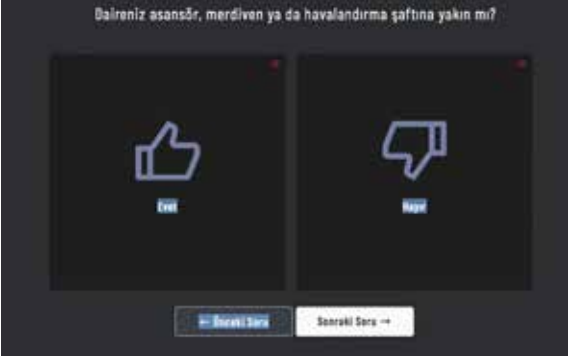 Daireniz asansör, merdiven ya da havalandırma şaftına yakın mı?
Evet
Hayır
← Önceki Soru
Sonraki Soru →